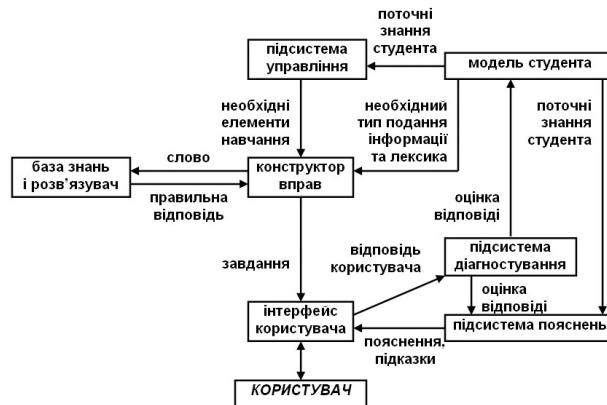 поточні
знання
студента
підсистема
управління
модель студента
необхідні
елементи
навчання
необхідний
тип подання
інформації
та лексика
поточні
знання
студента
слово
база знань
і розв'язувач
конструктор
вправ
правильна
відповідь
оцінка
відповіді
завдання
відповідь
користувача
підсистема
діагностування
оцінка
відповіді
інтерфейс
користувача
підсистема пояснень
пояснення,
підказки
КОРИСТУВАЧ